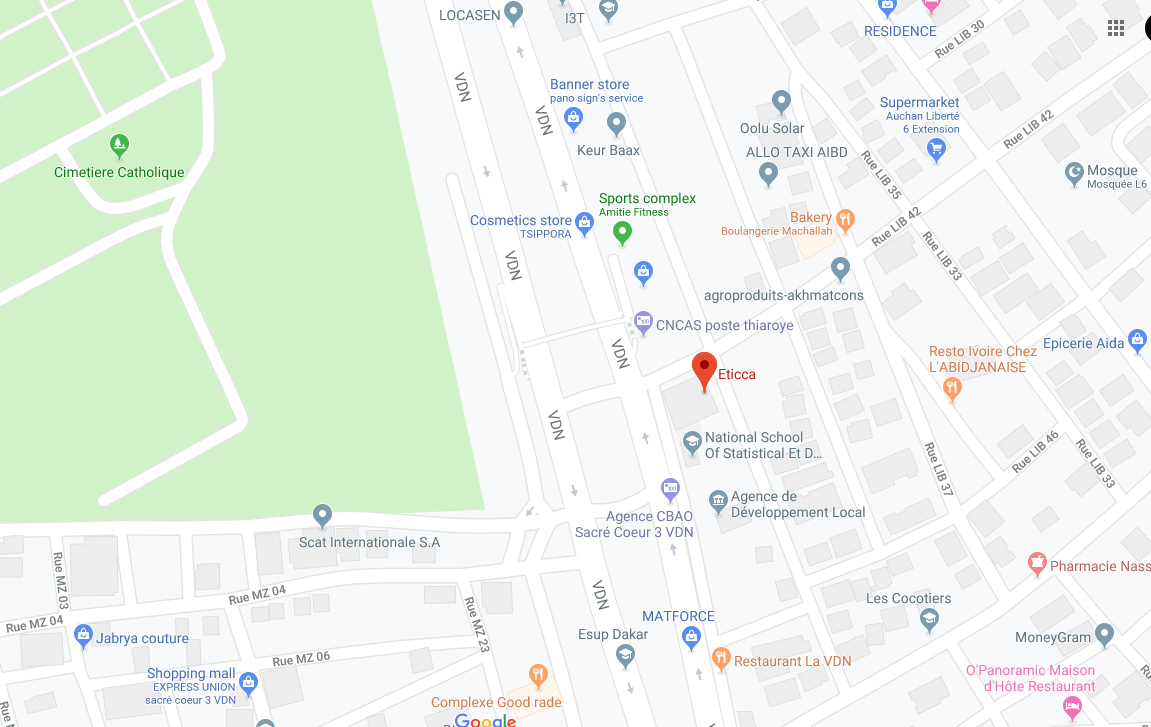 LOCASEN
I3T
RESIDENCE
Rue LIB 30
VDN
VDN
Banner store
pano sign's service
Keur Baax
Oolu Solar
Supermarket
Auchan Liberté
6 Extension
Rue LIB 42
ALLO TAXI AIBD
Rue LIB 35
Mosque
Mosquée L6
Cimetiere Catholique
Sports complex
Amitie Fitness
Cosmetics store
TSIPPORA
Bakery
Boulangerie Machallah
Rue LIB 42
Rue LIB 33
VDN
agroproduits-akhmatcons
CNCAS poste thiaroye
VDN
Epicerie Aida
Resto Ivoire Chez
L'ABIDJANAISE
Eticca
VDN
National School
Of Statistical Et D...
Rue LIB 46
Rue LIB 33
Rue LIB 37
Agence de
Développement Local
Agence CBAO
Sacré Coeur 3 VDN
Scat Internationale S.A
Pharmacie Nass
Rue MZ 03
Rue MZ 04
VDN
Les Cocotiers
Rue MZ 04
Rue MZ 23
MATFORCE
Esup Dakar
Jabrya couture
MoneyGram
Rue MZ 06
Restaurant La VDN
Shopping mall
EXPRESS UNION
sacré coeur 3 VDN
O'Panoramic Maison
d'Hôte Restaurant
Complexe Good rade
Google